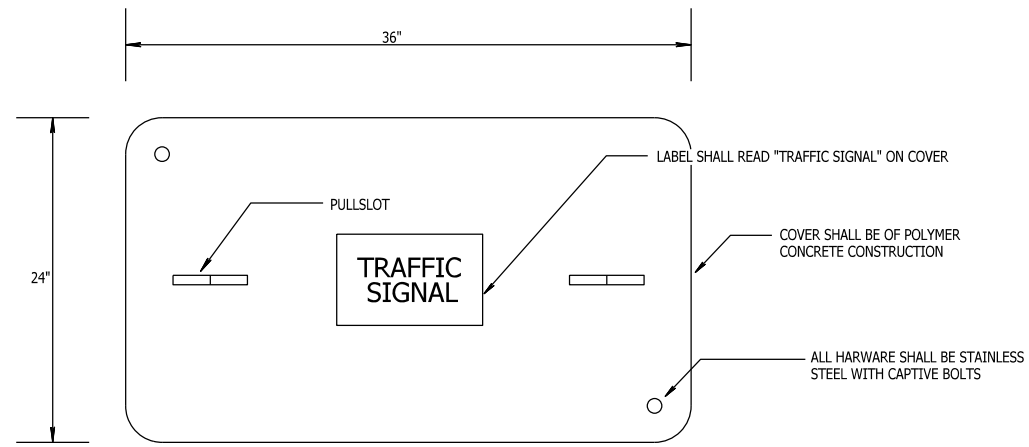 36"
LABEL SHALL READ "TRAFFIC SIGNAL" ON COVER
PULLSLOT
COVER SHALL BE OF POLYMER
CONCRETE CONSTRUCTION
24"
TRAFFIC
SIGNAL
ALL HARWARE SHALL BE STAINLESS
STEEL WITH CAPTIVE BOLTS